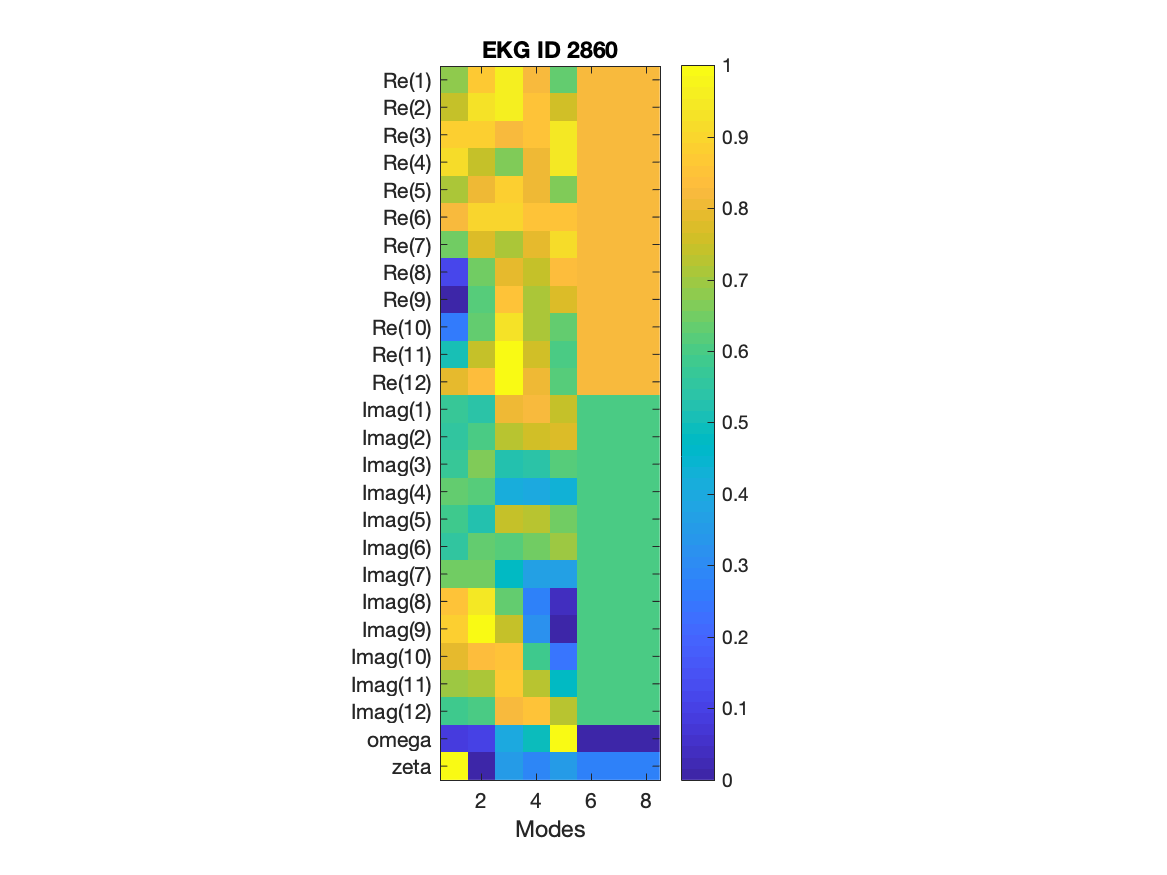 EKG ID 2860
Re(1)
Re(2)
Re(3)
Re(4)
Re(5)
Re(6)
Re(7)
Re(8)
Re(9)
Re(10)
Re(11)
Re(12)
Imag(1)
Imag(2)
Imag(3)
Imag(4)
Imag(5)
Imag(6)
Imag(7)
Imag(8)
Imag(9)
Imag(10)
Imag(11)
Imag(12)
omega
zeta
2 4 6 8
Modes
1
0.9
0.8
0.7
0.6
0.5
0.4
0.3
0.2
0.1
0